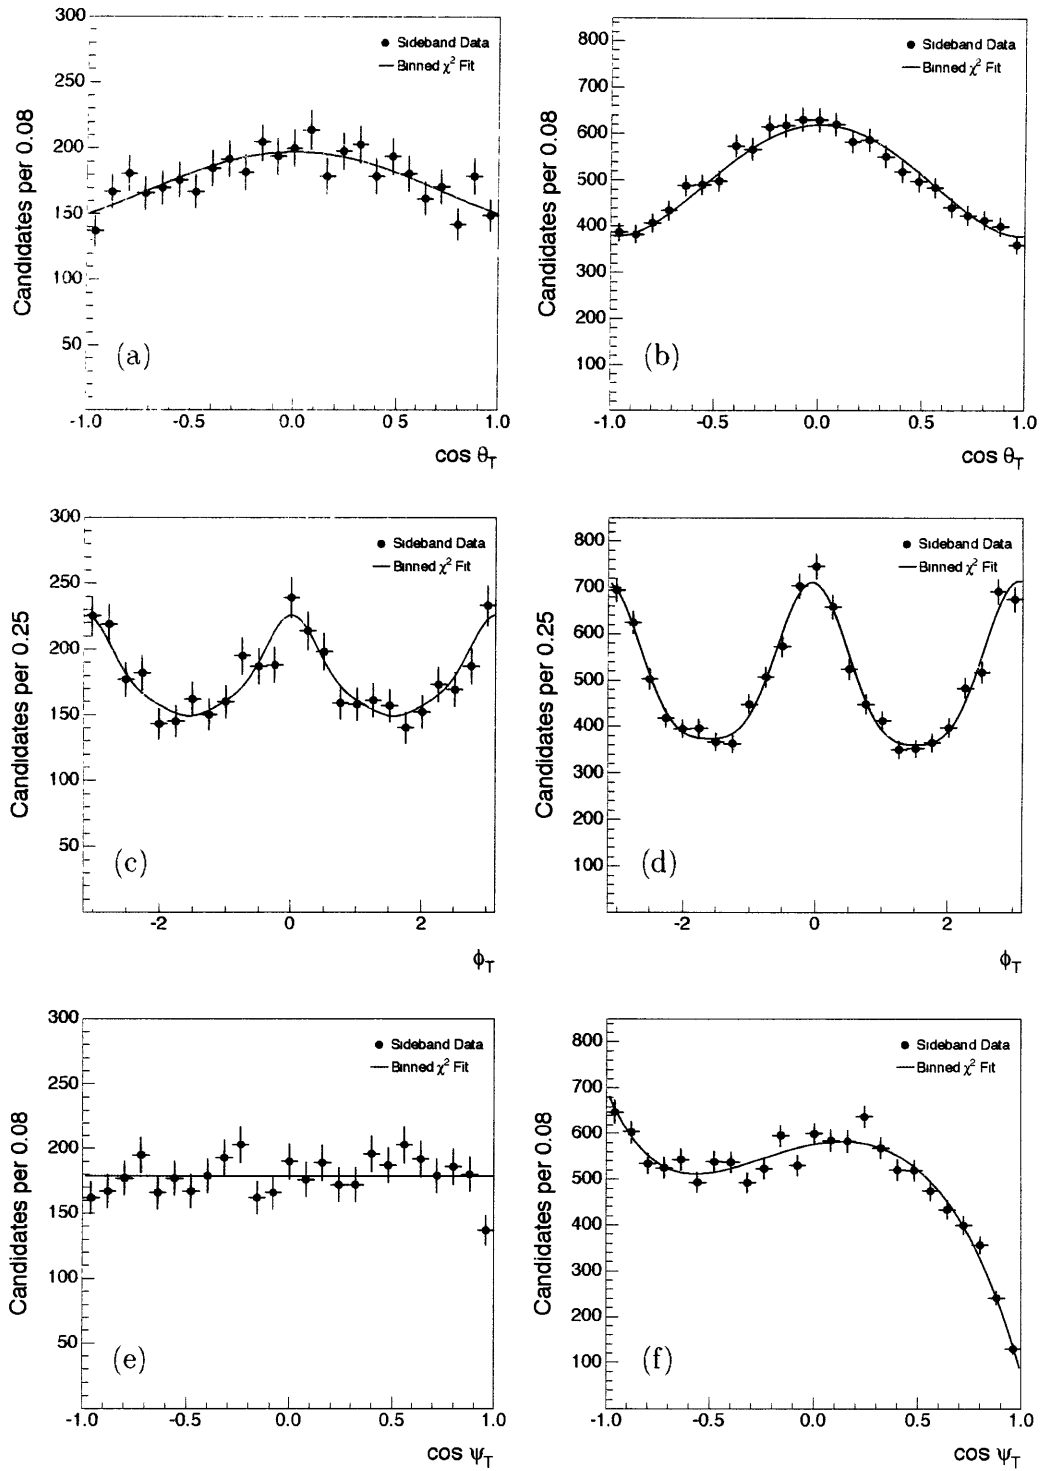 300
250
200
150
100
50
Candidates per 0.08
Sideband Data
Binned χ² Fit
(a)
-1.0 -0.5 0.0 0.5 1.0
cos θT
800
700
600
500
400
300
200
100
Candidates per 0.08
Sideband Data
Binned χ² Fit
(b)
-1.0 -0.5 0.0 0.5 1.0
cos θT
300
250
200
150
100
50
Candidates per 0.25
Sideband Data
Binned χ² Fit
(c)
-2 0 2
ϕT
800
700
600
500
400
300
200
100
Candidates per 0.25
Sideband Data
Binned χ² Fit
(d)
-2 0 2
ϕT
300
250
200
150
100
50
Candidates per 0.08
Sideband Data
Binned χ² Fit
(e)
-1.0 -0.5 0.0 0.5 1.0
cos ψT
800
700
600
500
400
300
200
100
Candidates per 0.08
Sideband Data
Binned χ² Fit
(f)
-1.0 -0.5 0.0 0.5 1.0
cos ψT